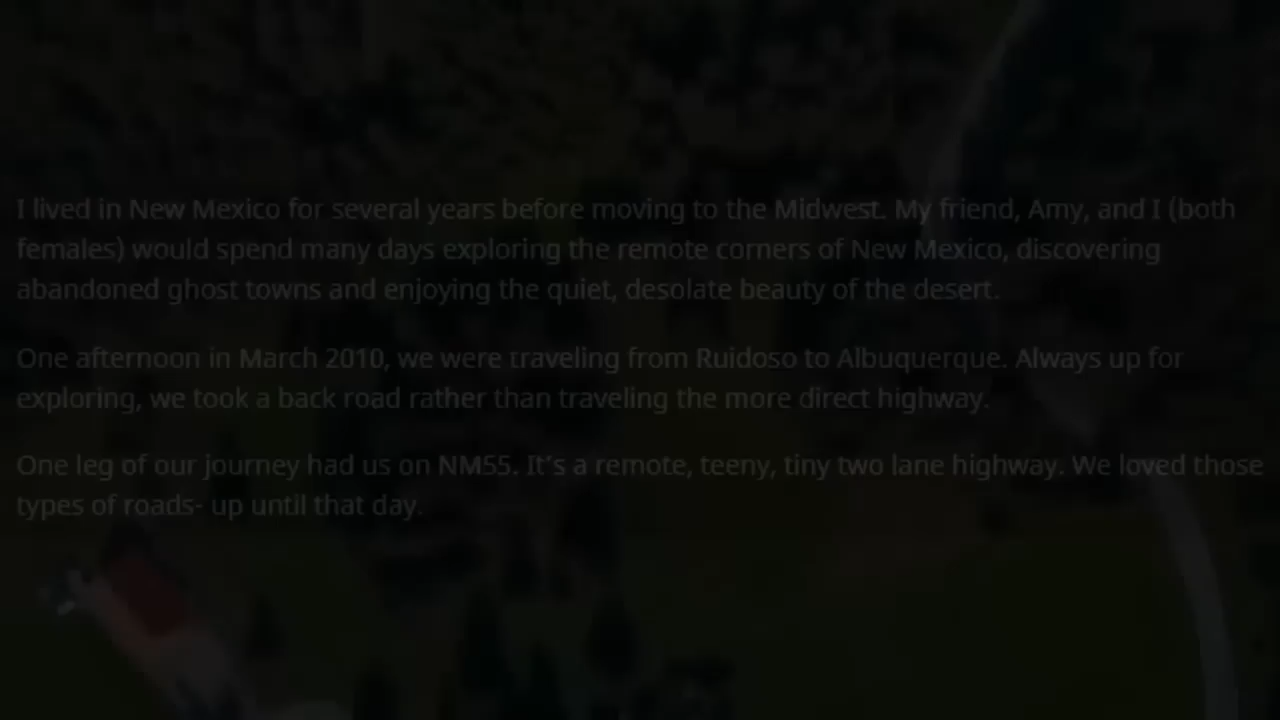 I lived in New Mexico for several years before moving to the Midwest. My friend, Amy, and I (both
females) would spend many days exploring the remote corners of New Mexico, discovering
abandoned ghost towns and enjoying the quiet, desolate beauty of the desert.
One afternoon in March 2010, we were traveling from Ruidoso to Albuquerque. Always up for
exploring, we took a back road rather than traveling the more direct highway.
One leg of our journey had us on NM55. It's a remote, teeny, tiny two lane highway. We loved those
types of roads- up until that day.